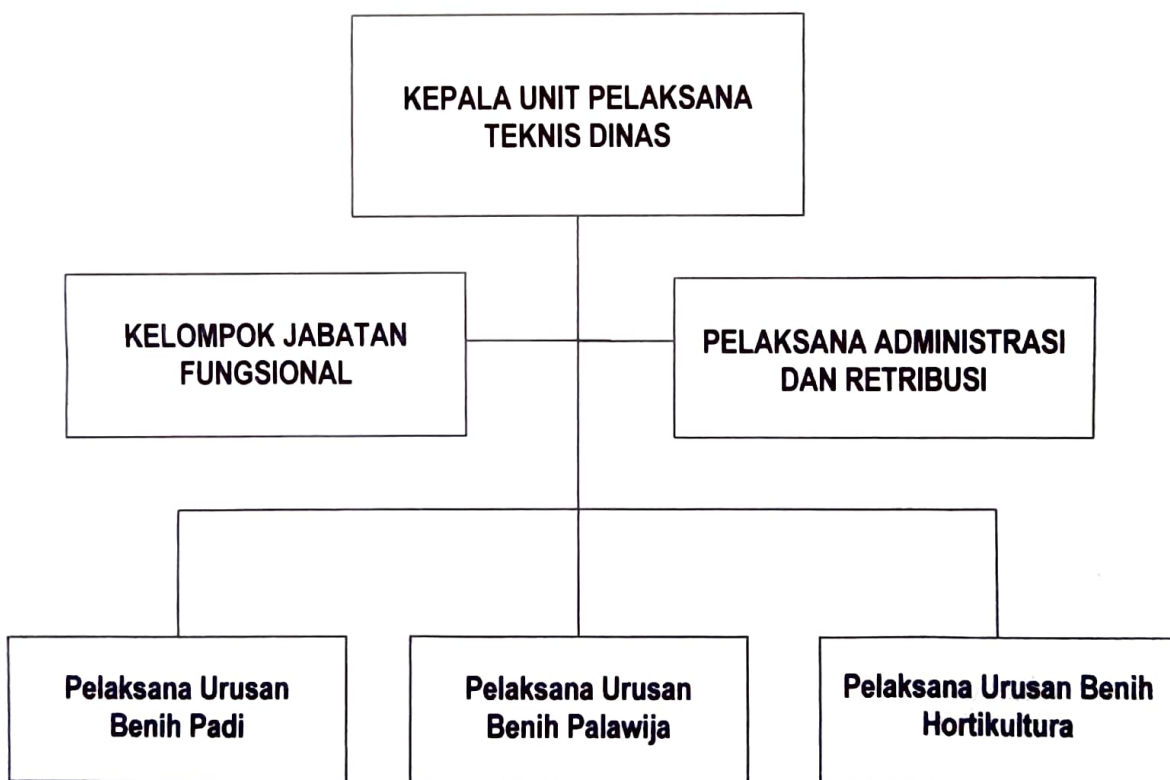 KEPALA UNIT PELAKSANA
TEKNIS DINAS
KELOMPOK JABATAN
FUNGSIONAL
PELAKSANA ADMINISTRASI
DAN RETRIBUSI
Pelaksana Urusan
Benih Padi
Pelaksana Urusan
Benih Palawija
Pelaksana Urusan Benih
Hortikultura